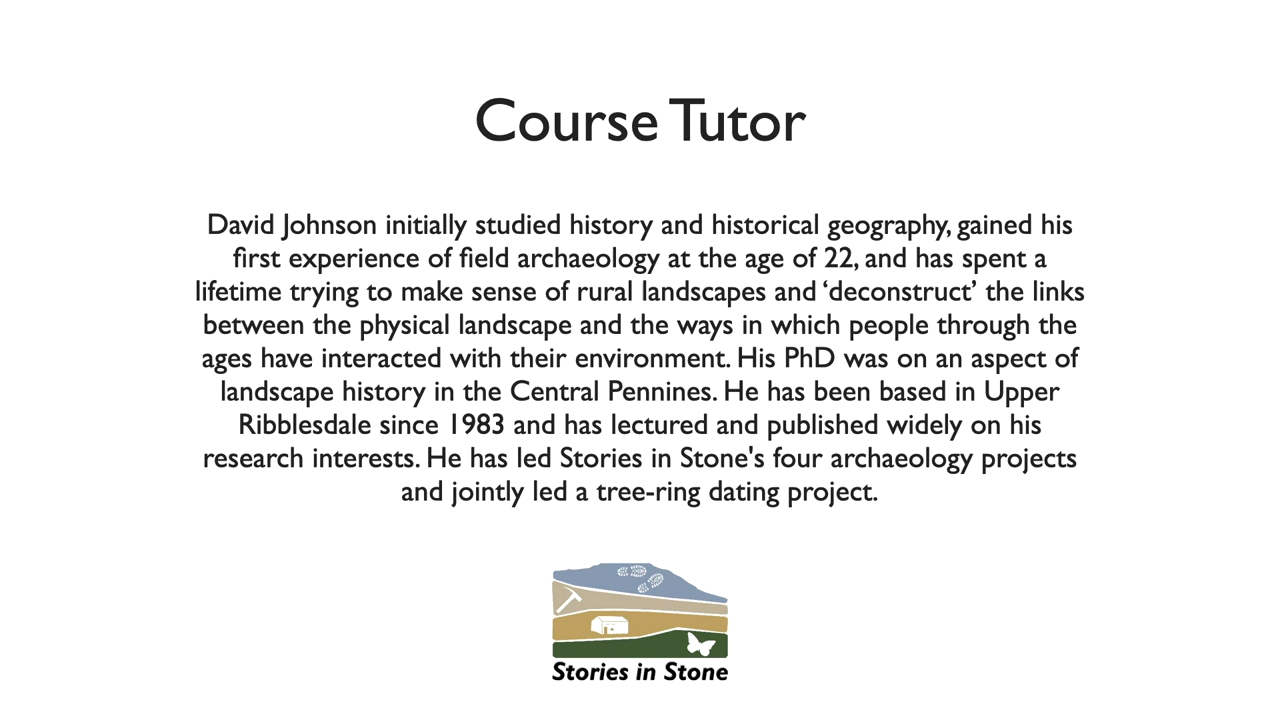 Course Tutor
David Johnson initially studied history and historical geography, gained his
first experience of field archaeology at the age of 22, and has spent a
lifetime trying to make sense of rural landscapes and ‘deconstruct’ the links
between the physical landscape and the ways in which people through the
ages have interacted with their environment. His PhD was on an aspect of
landscape history in the Central Pennines. He has been based in Upper
Ribblesdale since 1983 and has lectured and published widely on his
research interests. He has led Stories in Stone's four archaeology projects
and jointly led a tree-ring dating project.
Stories in Stone